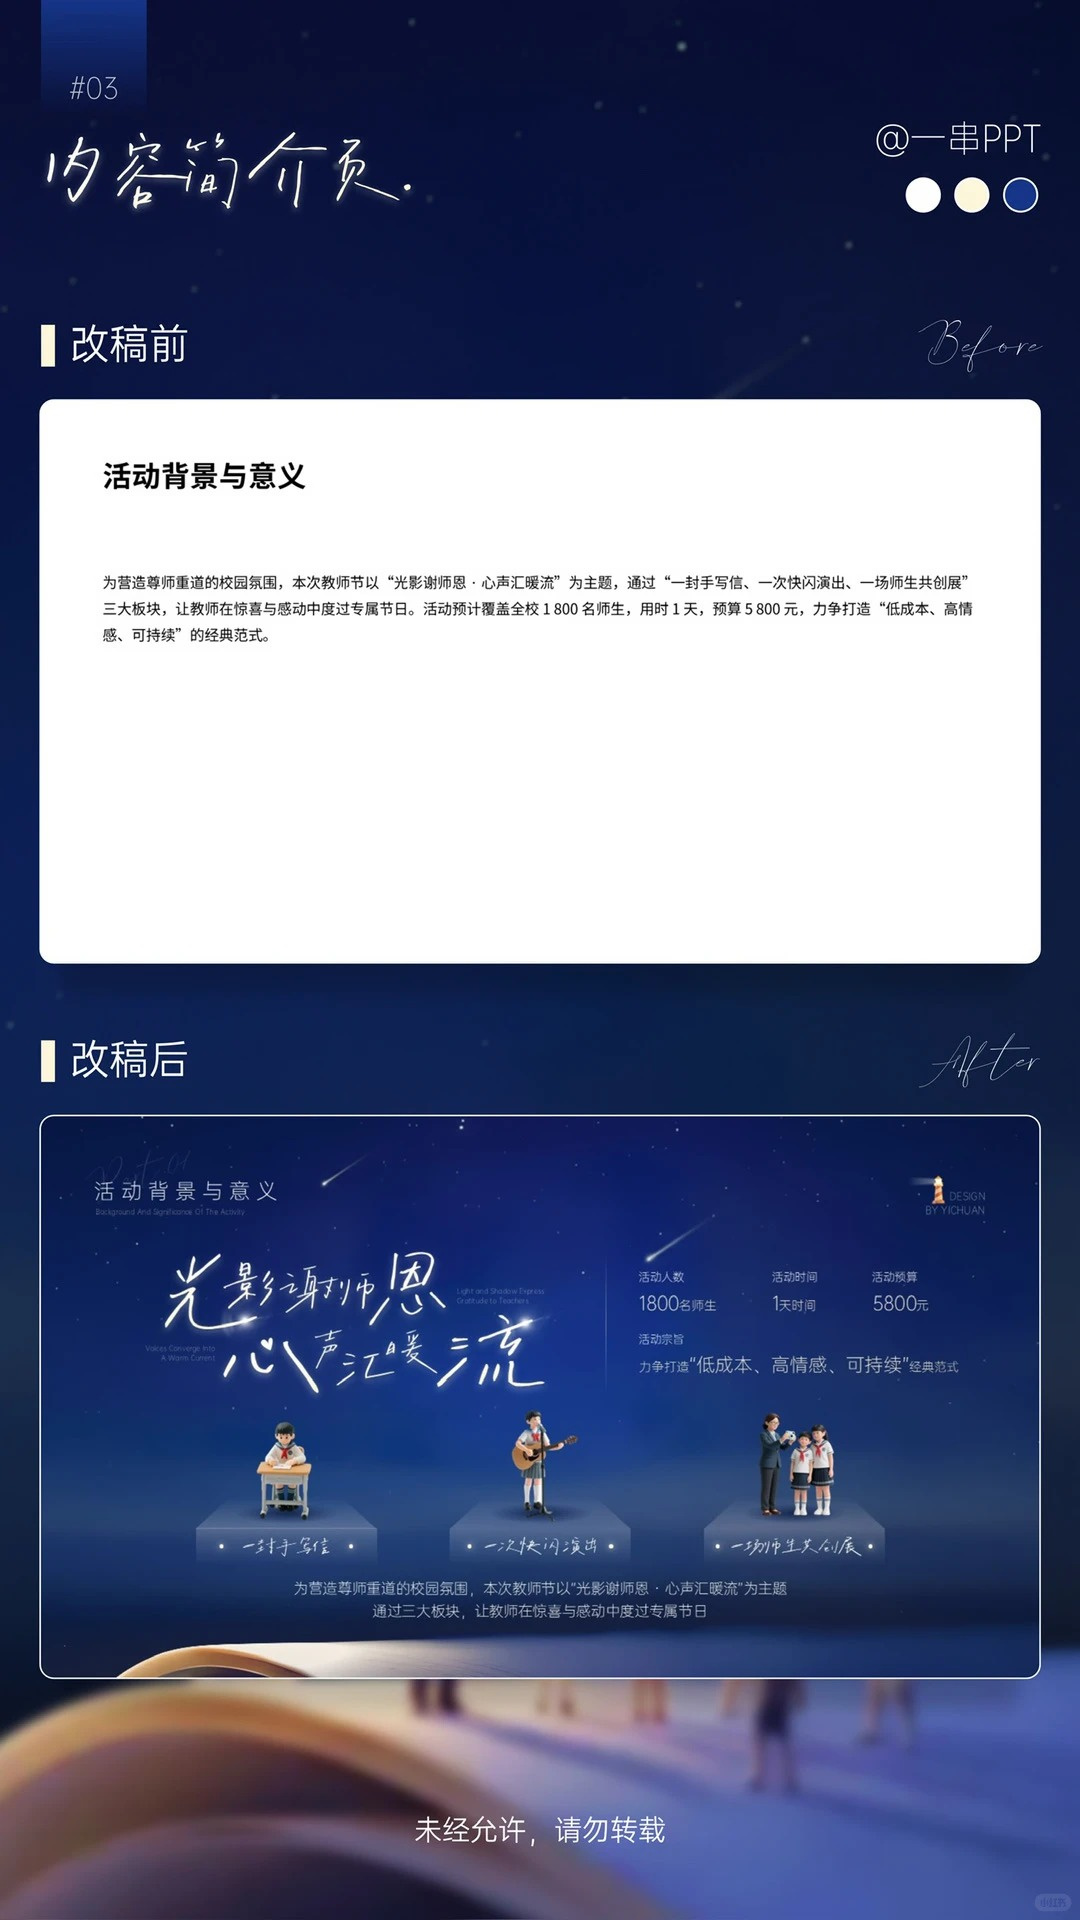 #03
内容简介页.
@一串PPT
改稿前
Before
活动背景与意义
为营造尊师重道的校园氛围，本次教师节以“光影谢师恩 · 心声汇暖流”为主题，通过“一封手写信、一次快闪演出、一场师生共创展”
三大板块，让教师在惊喜与感动中度过专属节日。活动预计覆盖全校 1 800 名师生，用时 1 天，预算 5 800 元，力争打造“低成本、高情
感、可持续”的经典范式。
改稿后
After
Part.01
活动背景与意义
Background And Significance Of The Activity
DESIGN
BY YICHUAN
光影谢师恩
Light and Shadow Express
Gratitude to Teachers
Voices Converge Into
A Warm Current
心声汇暖流
活动人数
活动时间
活动预算
1800名师生
1天时间
5800元
活动宗旨
力争打造“低成本、高情感、可持续”经典范式
• 一封手写信 •
• 一次快闪演出 •
• 一场师生共创展 •
为营造尊师重道的校园氛围，本次教师节以“光影谢师恩 · 心声汇暖流”为主题
通过三大板块，让教师在惊喜与感动中度过专属节日
未经允许，请勿转载
小红书